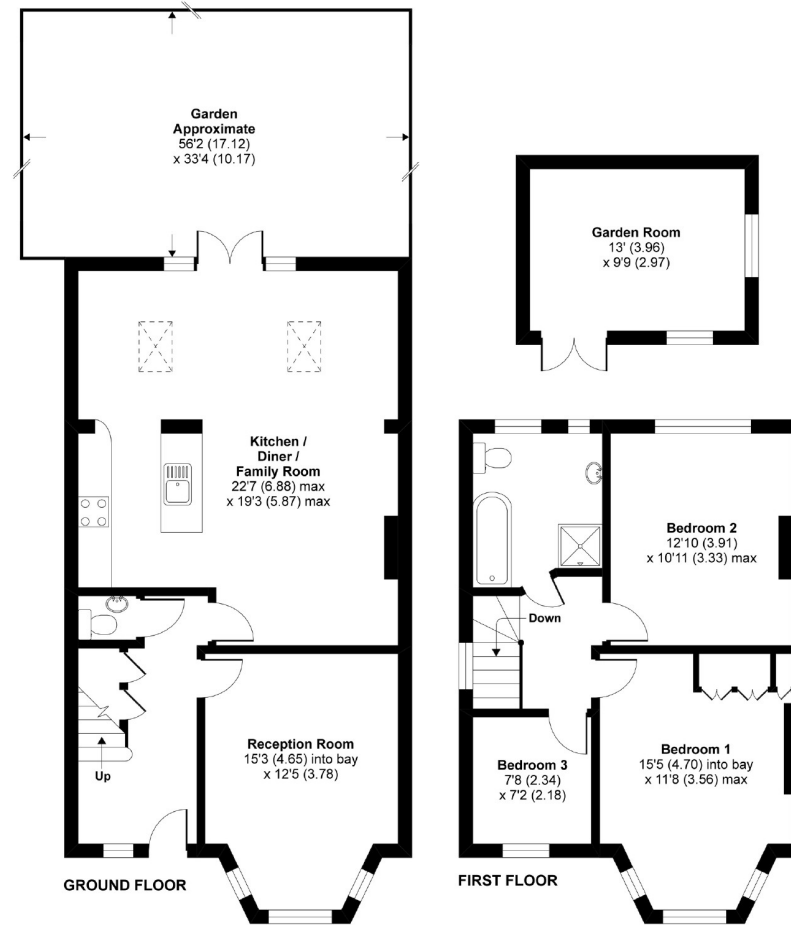 Garden
Approximate
56'2 (17.12)
x 33'4 (10.17)
Garden Room
13' (3.96)
x 9'9 (2.97)
Kitchen /
Diner /
Family Room
22'7 (6.88) max
x 19'3 (5.87) max
Bedroom 2
12'10 (3.91)
x 10'11 (3.33) max
Down
Reception Room
15'3 (4.65) into bay
x 12'5 (3.78)
Up
Bedroom 1
15'5 (4.70) into bay
x 11'8 (3.56) max
Bedroom 3
7'8 (2.34)
x 7'2 (2.18)
GROUND FLOOR
FIRST FLOOR